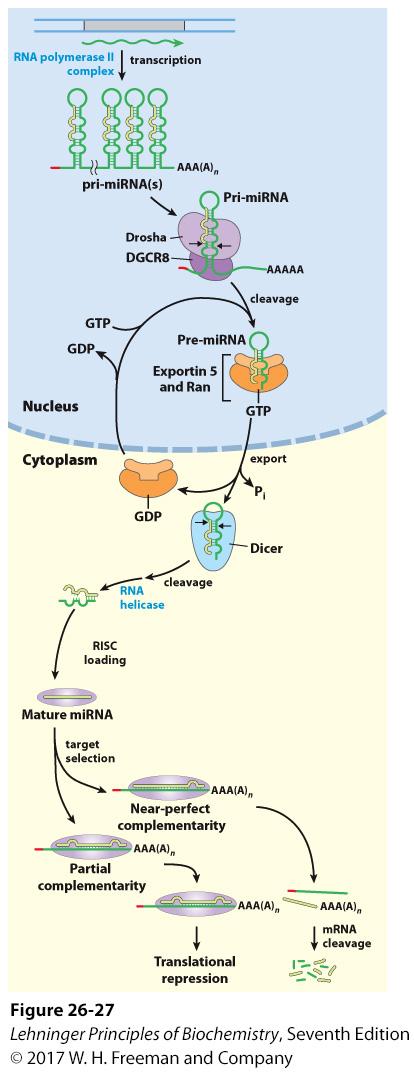 RNA polymerase II
complex
transcription
AAA(A)n
pri-miRNA(s)
Pri-miRNA
Drosha
DGCR8
AAAAA
cleavage
GTP
GDP
Pre-miRNA
Exportin 5
and Ran
GTP
Nucleus
Cytoplasm
export
Pi
GDP
Dicer
cleavage
RNA
helicase
RISC
loading
Mature miRNA
target
selection
AAA(A)n
Near-perfect
complementarity
AAA(A)n
Partial
complementarity
AAA(A)n
AAA(A)n
mRNA
cleavage
Translational
repression
Figure 26-27
Lehninger Principles of Biochemistry, Seventh Edition
© 2017 W. H. Freeman and Company